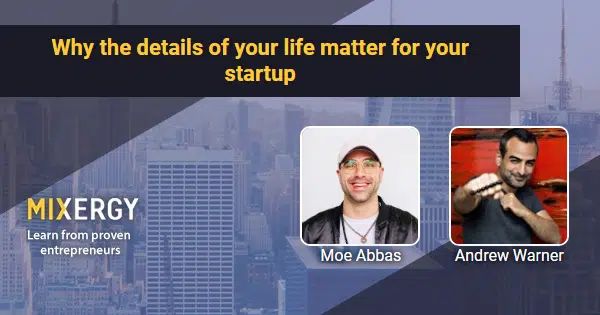 Why the details of your life matter for your
startup
MIXERGY
Learn from proven
entrepreneurs
Moe Abbas
Andrew Warner